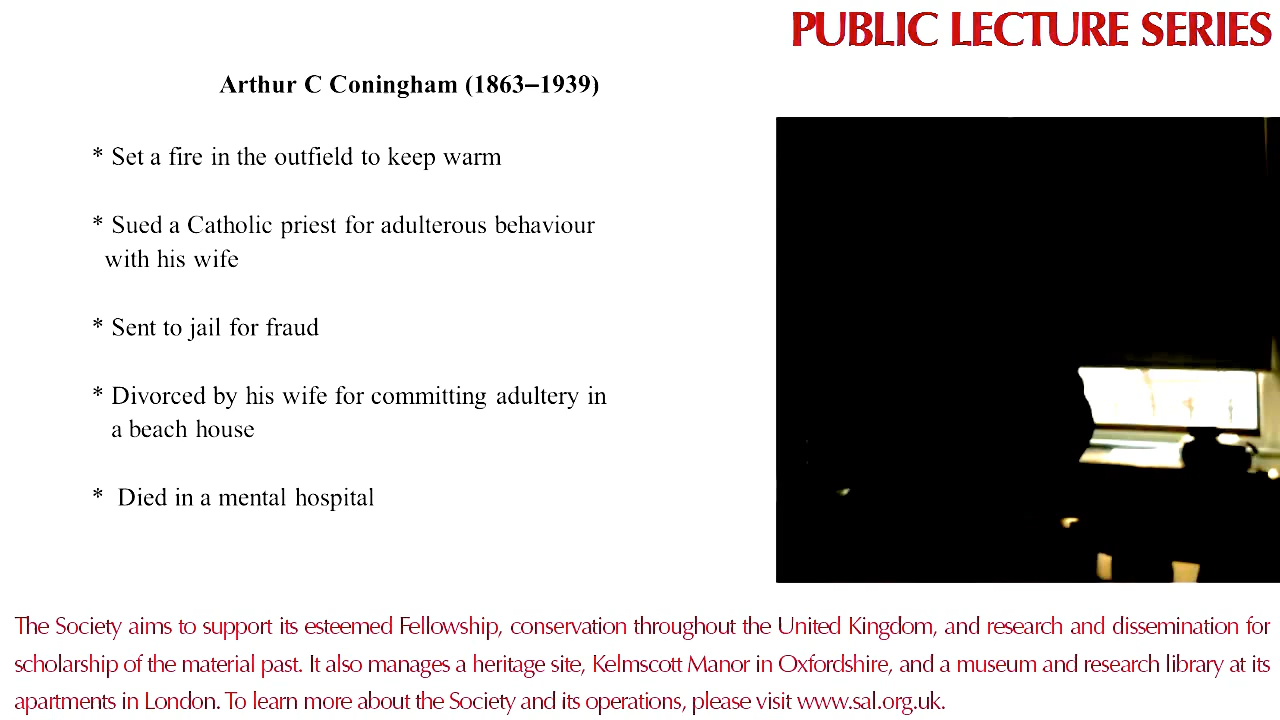 PUBLIC LECTURE SERIES
Arthur C Coningham (1863–1939)
* Set a fire in the outfield to keep warm
* Sued a Catholic priest for adulterous behaviour
with his wife
* Sent to jail for fraud
* Divorced by his wife for committing adultery in
a beach house
* Died in a mental hospital
The Society aims to support its esteemed Fellowship, conservation throughout the United Kingdom, and research and dissemination for
scholarship of the material past. It also manages a heritage site, Kelmscott Manor in Oxfordshire, and a museum and research library at its
apartments in London. To learn more about the Society and its operations, please visit www.sal.org.uk.